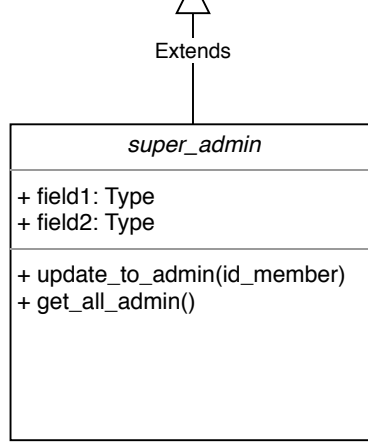 Extends
super_admin
+ field1: Type
+ field2: Type
+ update_to_admin(id_member)
+ get_all_admin()